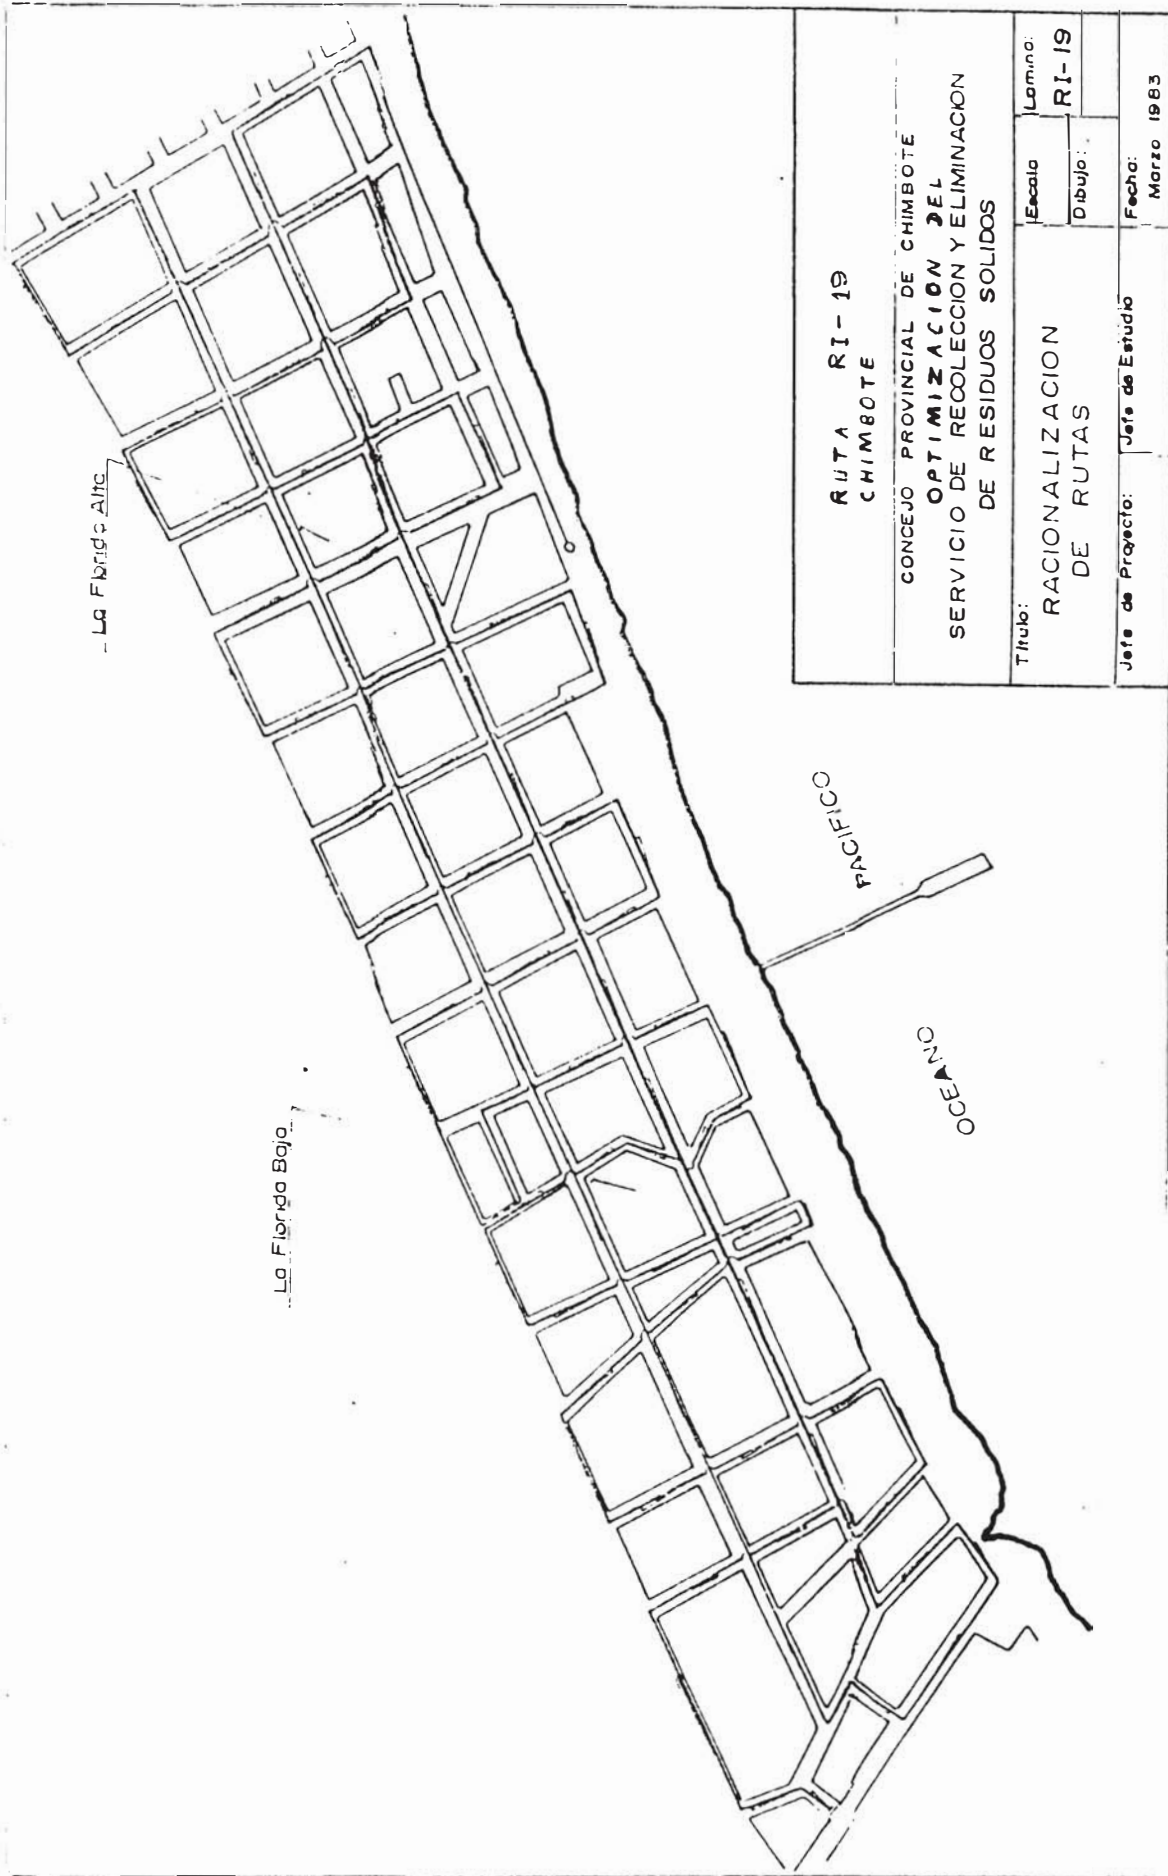 La Florida Alta
La Florida Baja
OCEANO
PACIFICO
RUTA RI-19
CHIMBOTE
CONCEJO PROVINCIAL DE CHIMBOTE
OPTIMIZACION DEL
SERVICIO DE RECOLECCION Y ELIMINACION
DE RESIDUOS SOLIDOS
Título:
RACIONALIZACION
DE RUTAS
Escala
Lamina:
RI-19
Dibujo:
Jefe de Proyecto:
Jefe de Estudio
Fecha:
Marzo 1983